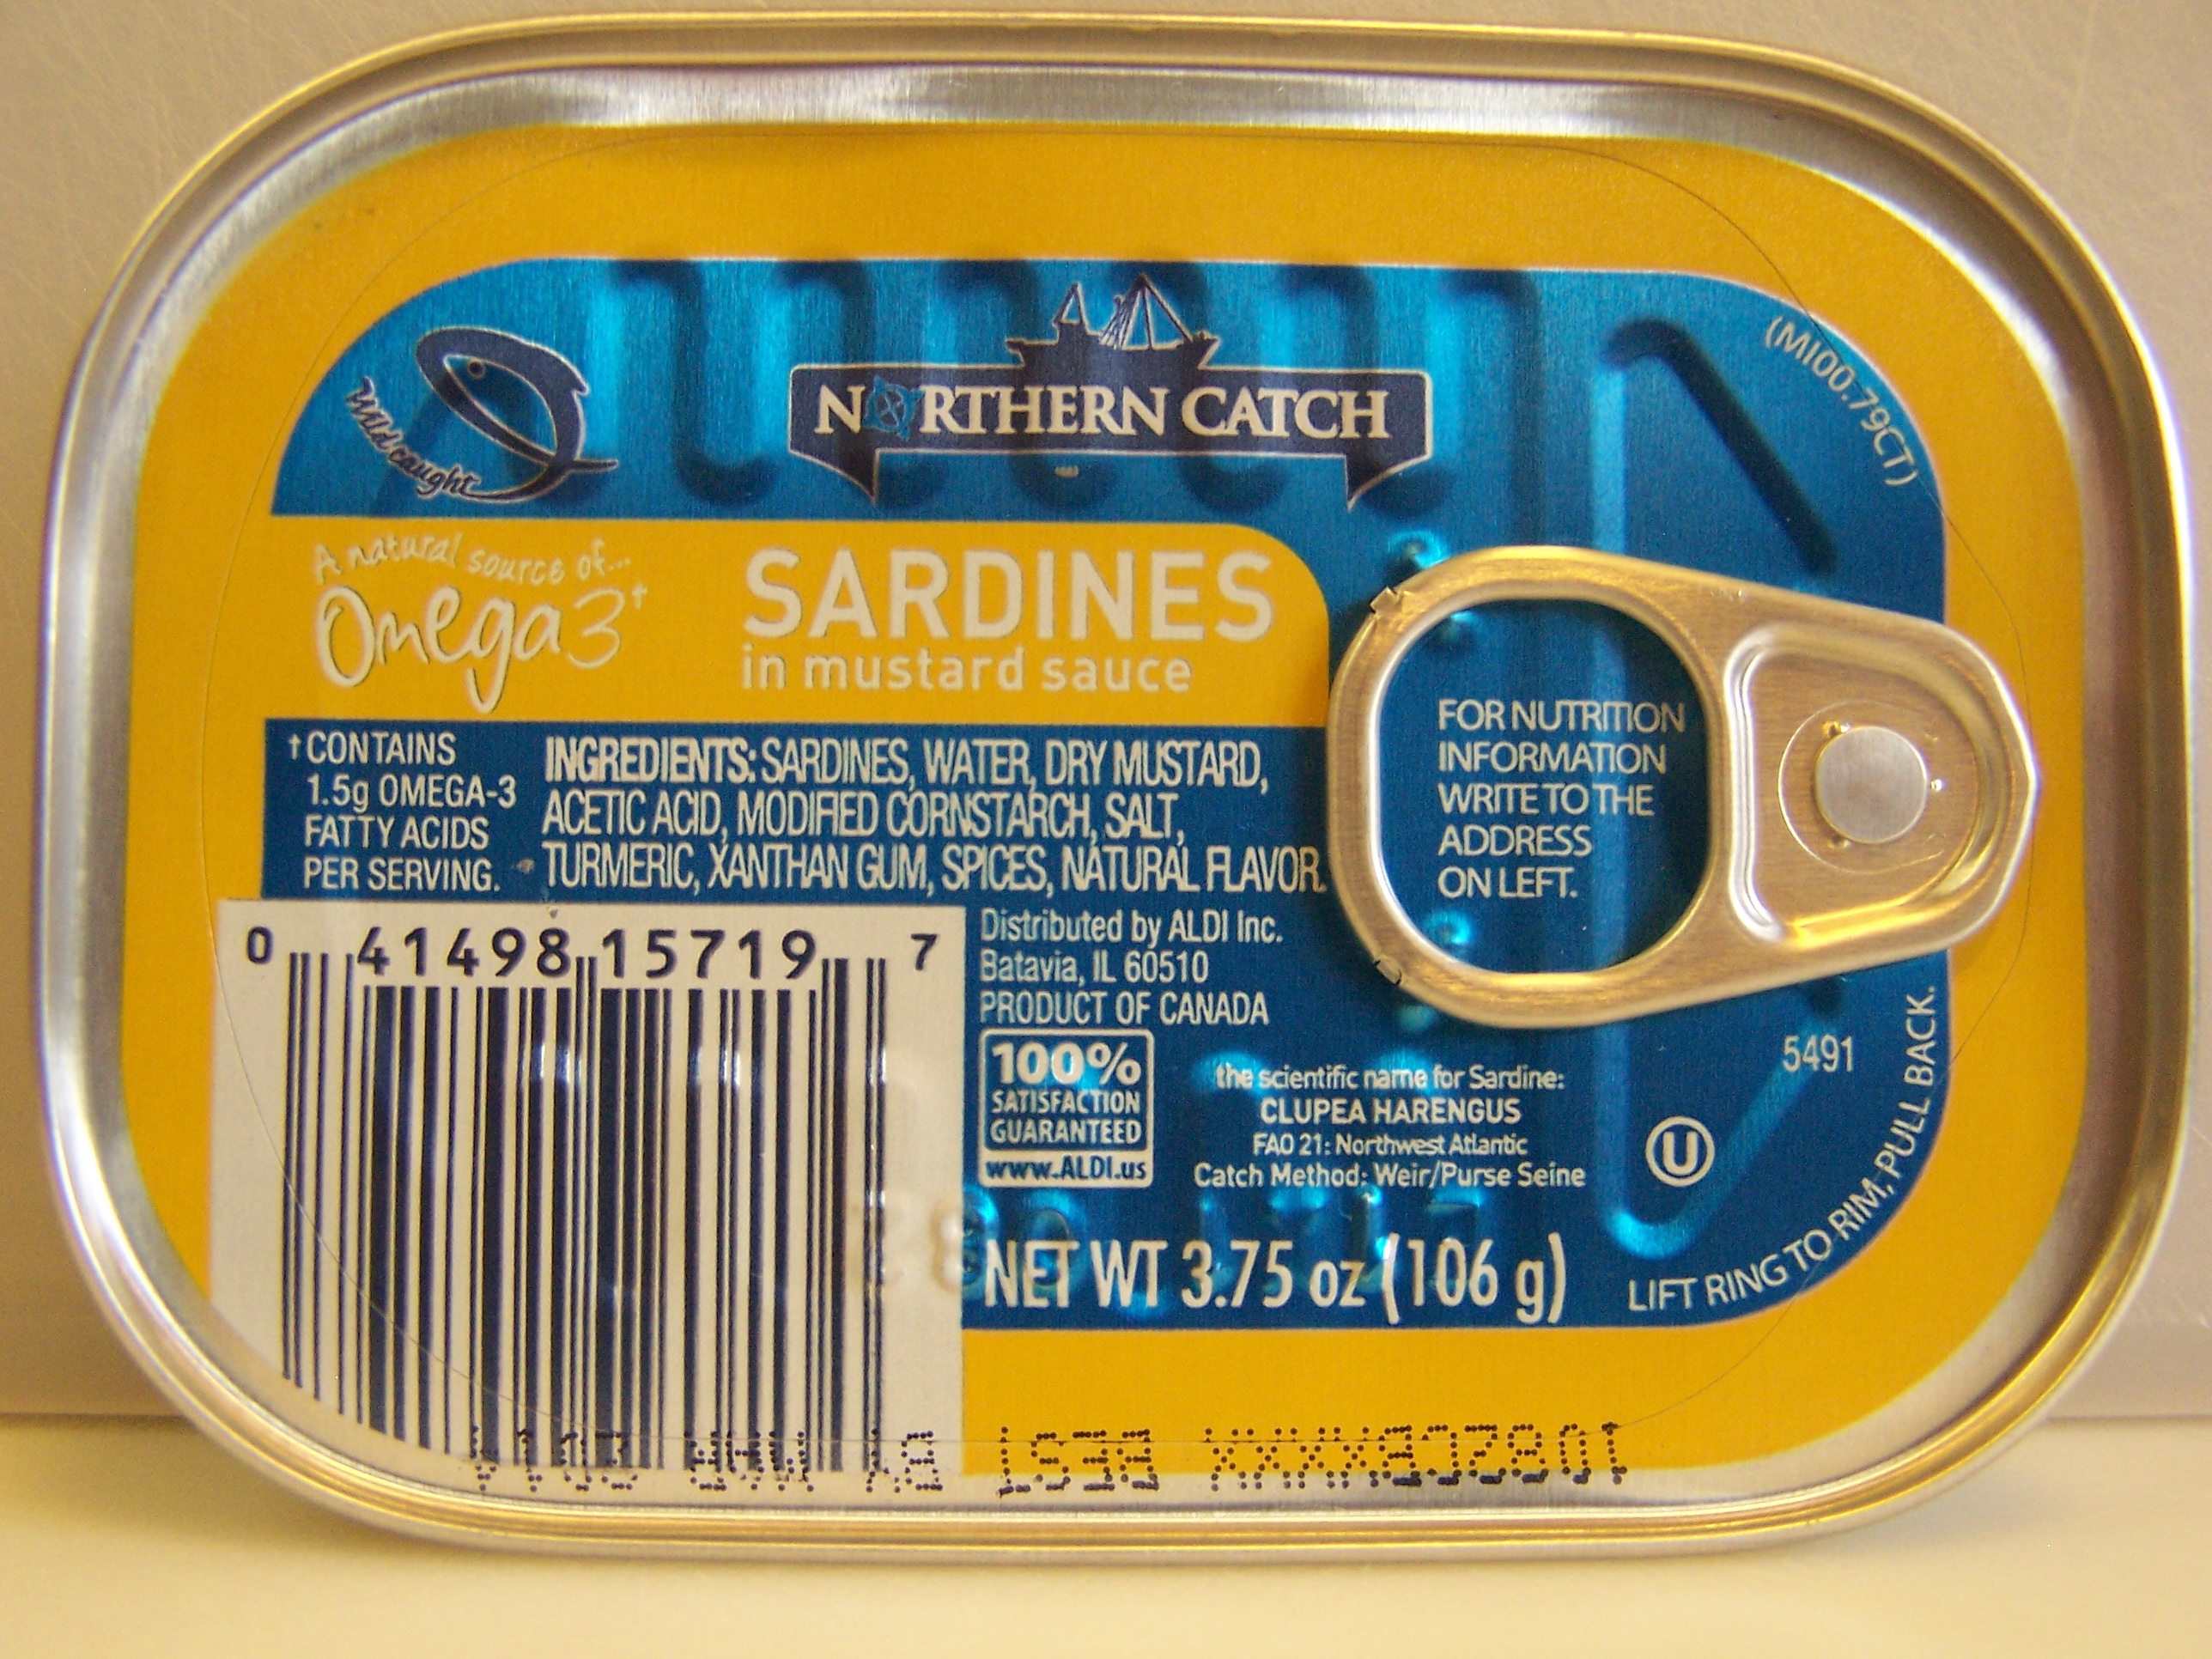 NORTHERN CATCH
wild caught
(MI00.79CT)
A natural source of...
Omega3†
SARDINES
in mustard sauce
† CONTAINS
1.5g OMEGA-3
FATTY ACIDS
PER SERVING.
INGREDIENTS: SARDINES, WATER, DRY MUSTARD,
ACETIC ACID, MODIFIED CORNSTARCH, SALT,
TURMERIC, XANTHAN GUM, SPICES, NATURAL FLAVOR.
FOR NUTRITION
INFORMATION
WRITE TO THE
ADDRESS
ON LEFT.
0 41498 15719 7
Distributed by ALDI Inc.
Batavia, IL 60510
PRODUCT OF CANADA
100%
SATISFACTION
GUARANTEED
www.ALDI.us
the scientific name for Sardine:
CLUPEA HARENGUS
FAO 21: Northwest Atlantic
Catch Method: Weir/Purse Seine
5491
U
NET WT 3.75 oz (106 g)
LIFT RING TO RIM, PULL BACK.
BEST BY MAR 2014